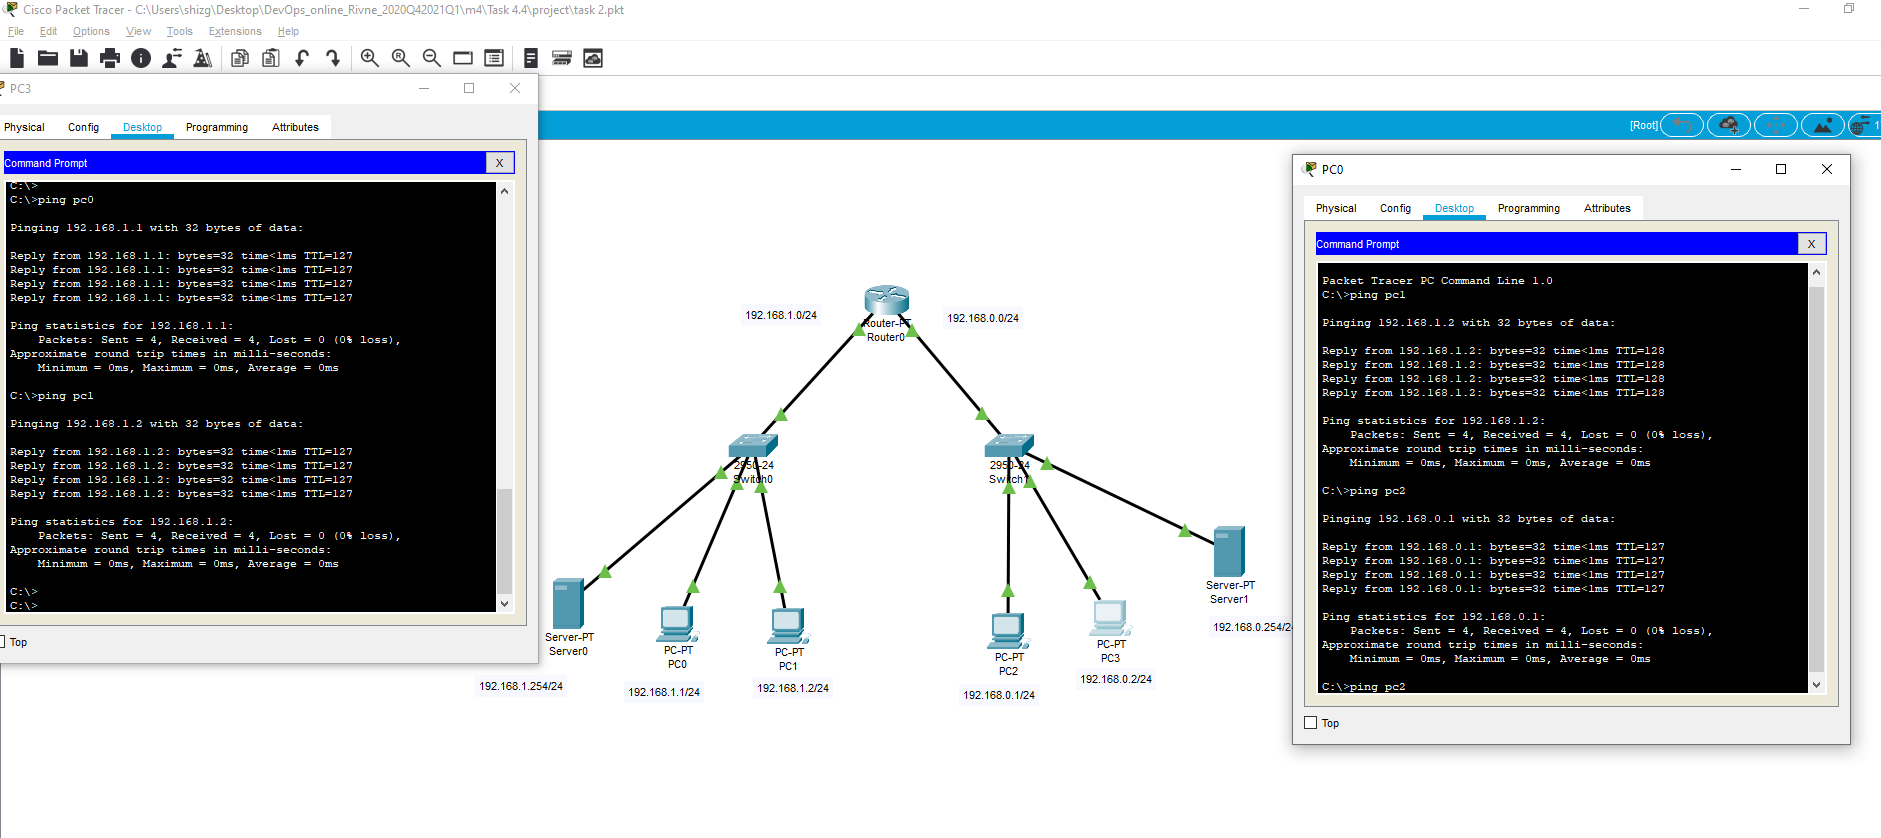 Cisco Packet Tracer - C:\Users\shizg\Desktop\DevOps_online_Rivne_2020Q42021Q1\m4\Task 4.4\project\task 2.pkt
File Edit Options View Tools Extensions Help
PC3
Physical Config Desktop Programming Attributes
Command Prompt X
C:\>
C:\>ping pc0
Pinging 192.168.1.1 with 32 bytes of data:
Reply from 192.168.1.1: bytes=32 time<1ms TTL=127
Reply from 192.168.1.1: bytes=32 time<1ms TTL=127
Reply from 192.168.1.1: bytes=32 time<1ms TTL=127
Reply from 192.168.1.1: bytes=32 time<1ms TTL=127
Ping statistics for 192.168.1.1:
Packets: Sent = 4, Received = 4, Lost = 0 (0% loss),
Approximate round trip times in milli-seconds:
Minimum = 0ms, Maximum = 0ms, Average = 0ms
C:\>ping pc1
Pinging 192.168.1.2 with 32 bytes of data:
Reply from 192.168.1.2: bytes=32 time<1ms TTL=127
Reply from 192.168.1.2: bytes=32 time<1ms TTL=127
Reply from 192.168.1.2: bytes=32 time<1ms TTL=127
Reply from 192.168.1.2: bytes=32 time<1ms TTL=127
Ping statistics for 192.168.1.2:
Packets: Sent = 4, Received = 4, Lost = 0 (0% loss),
Approximate round trip times in milli-seconds:
Minimum = 0ms, Maximum = 0ms, Average = 0ms
C:\>
C:\>
Top
[Root]
1
192.168.1.0/24
192.168.0.0/24
Router-PT
Router0
2950-24
Switch0
2950-24
Switch1
Server-PT
Server0
192.168.1.254/24
PC-PT
PC0
192.168.1.1/24
PC-PT
PC1
192.168.1.2/24
PC-PT
PC2
192.168.0.1/24
PC-PT
PC3
192.168.0.2/24
Server-PT
Server1
192.168.0.254/24
PC0
Physical Config Desktop Programming Attributes
Command Prompt X
Packet Tracer PC Command Line 1.0
C:\>ping pc1
Pinging 192.168.1.2 with 32 bytes of data:
Reply from 192.168.1.2: bytes=32 time<1ms TTL=128
Reply from 192.168.1.2: bytes=32 time<1ms TTL=128
Reply from 192.168.1.2: bytes=32 time<1ms TTL=128
Reply from 192.168.1.2: bytes=32 time<1ms TTL=128
Ping statistics for 192.168.1.2:
Packets: Sent = 4, Received = 4, Lost = 0 (0% loss),
Approximate round trip times in milli-seconds:
Minimum = 0ms, Maximum = 0ms, Average = 0ms
C:\>ping pc2
Pinging 192.168.0.1 with 32 bytes of data:
Reply from 192.168.0.1: bytes=32 time<1ms TTL=127
Reply from 192.168.0.1: bytes=32 time<1ms TTL=127
Reply from 192.168.0.1: bytes=32 time<1ms TTL=127
Reply from 192.168.0.1: bytes=32 time<1ms TTL=127
Ping statistics for 192.168.0.1:
Packets: Sent = 4, Received = 4, Lost = 0 (0% loss),
Approximate round trip times in milli-seconds:
Minimum = 0ms, Maximum = 0ms, Average = 0ms
C:\>ping pc2
Top